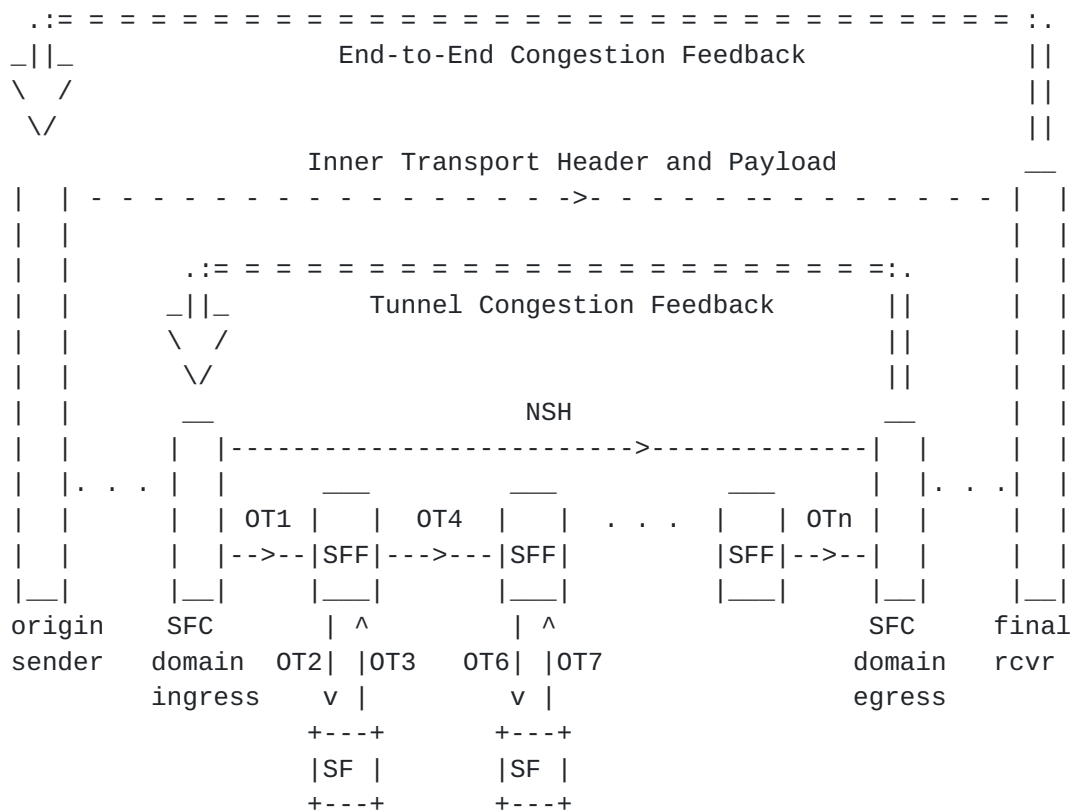 End-to-End Congestion Feedback
Inner Transport Header and Payload
Tunnel Congestion Feedback
NSH
OT1 OT4 . . . OTn
SFF SFF SFF
origin SFC SFC final
sender domain OT2 OT3 OT6 OT7 domain rcvr
ingress egress
SF SF